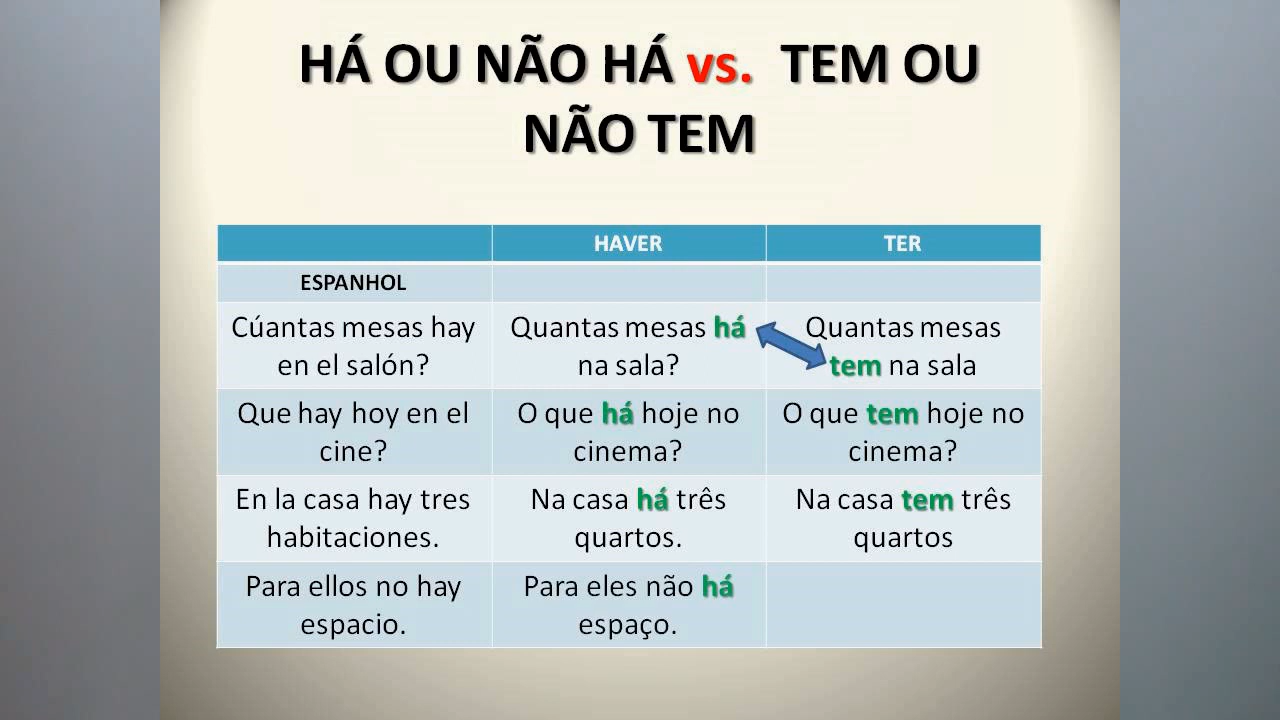 HÁ OU NÃO HÁ vs. TEM OU
NÃO TEM
HAVER TER
ESPANHOL
Cúantas mesas hay
en el salón?
Quantas mesas há
na sala?
Quantas mesas
tem na sala
Que hay hoy en el
cine?
O que há hoje no
cinema?
O que tem hoje no
cinema?
En la casa hay tres
habitaciones.
Na casa há três
quartos.
Na casa tem três
quartos
Para ellos no hay
espacio.
Para eles não há
espaço.